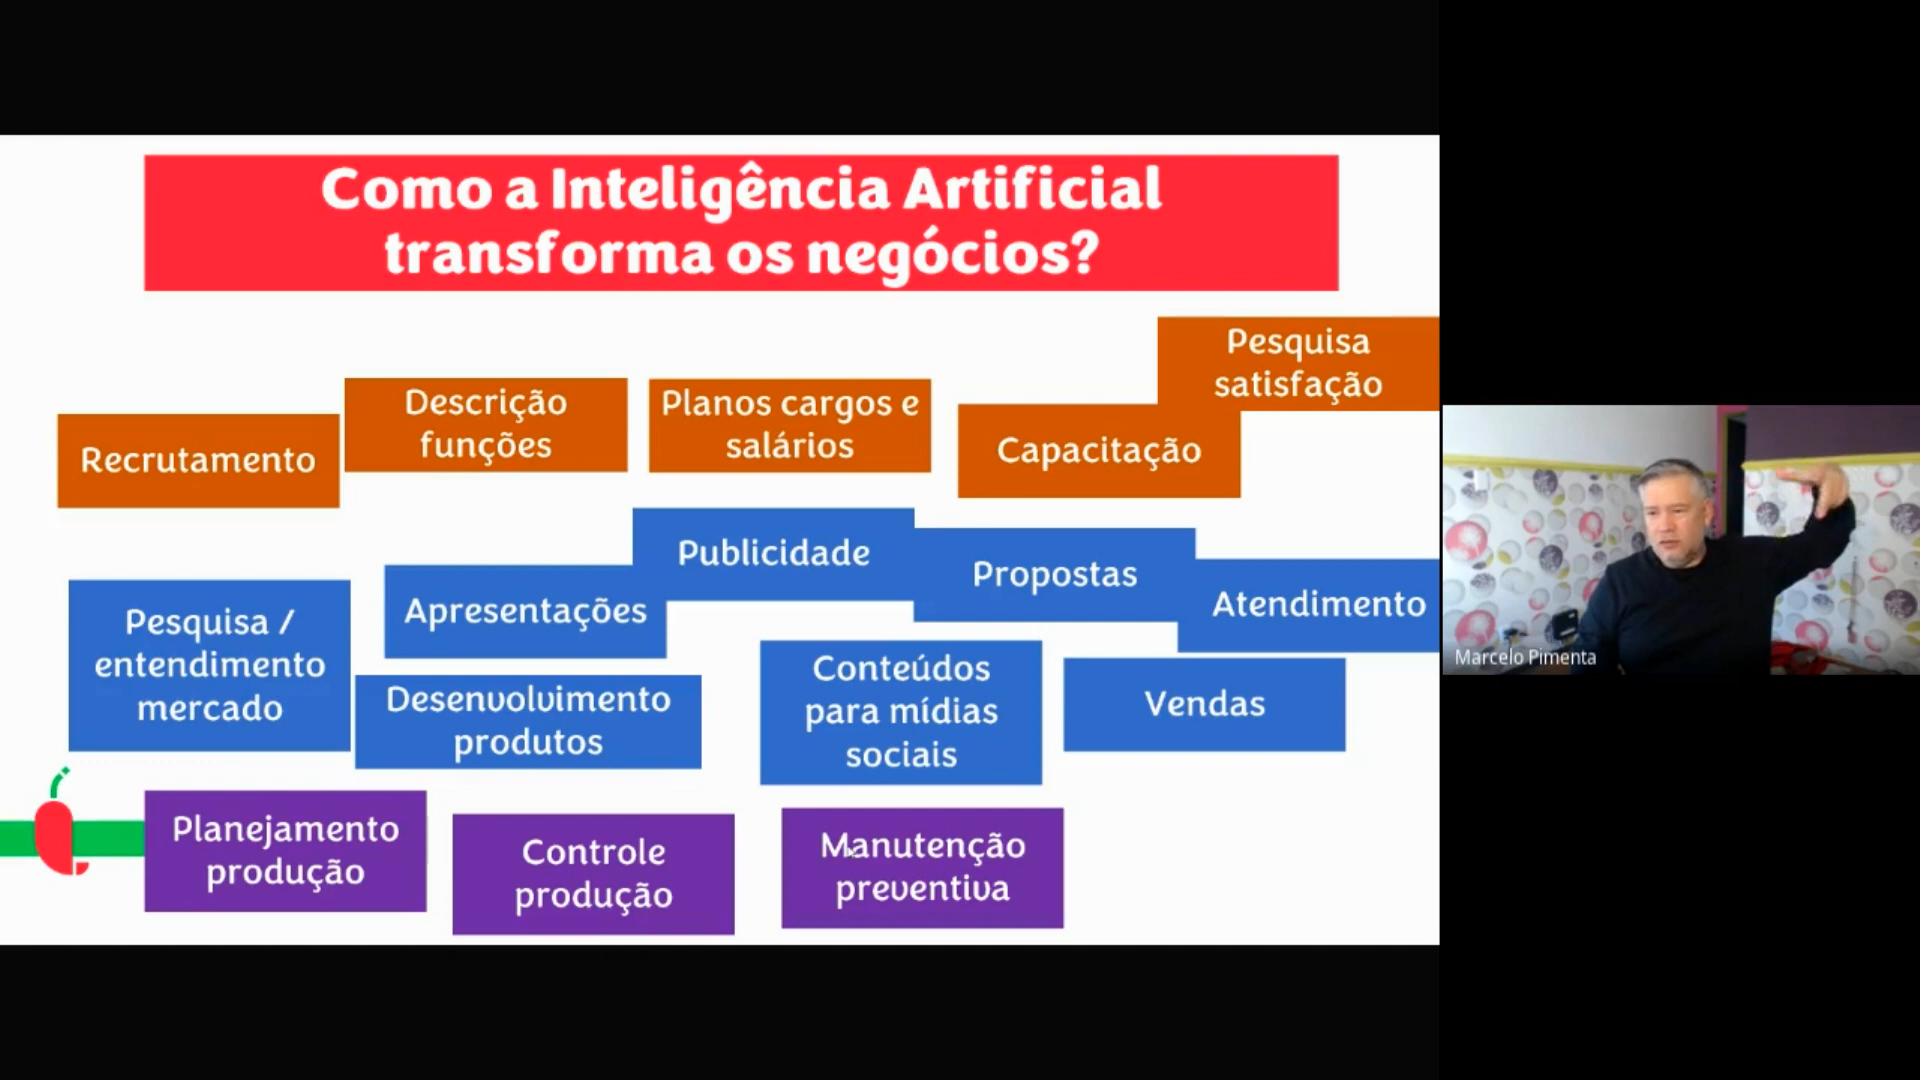 Como a Inteligência Artificial
transforma os negócios?
Pesquisa
satisfação
Descrição
funções
Planos cargos e
salários
Recrutamento
Capacitação
Publicidade
Propostas
Atendimento
Pesquisa /
entendimento
mercado
Apresentações
Desenvolvimento
produtos
Conteúdos
para mídias
sociais
Vendas
Planejamento
produção
Controle
produção
Manutenção
preventiva
Marcelo Pimenta